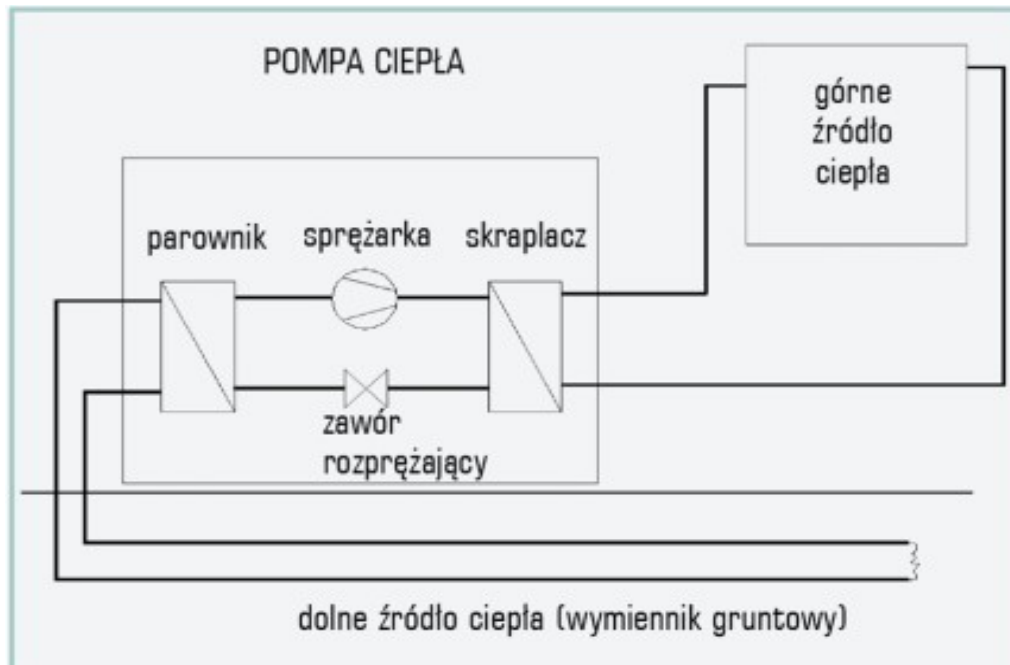 POMPA CIEPŁA
górne
źródło
ciepła
parownik
sprężarka
skraplacz
zawór
rozprężający
dolne źródło ciepła (wymiennik gruntowy)